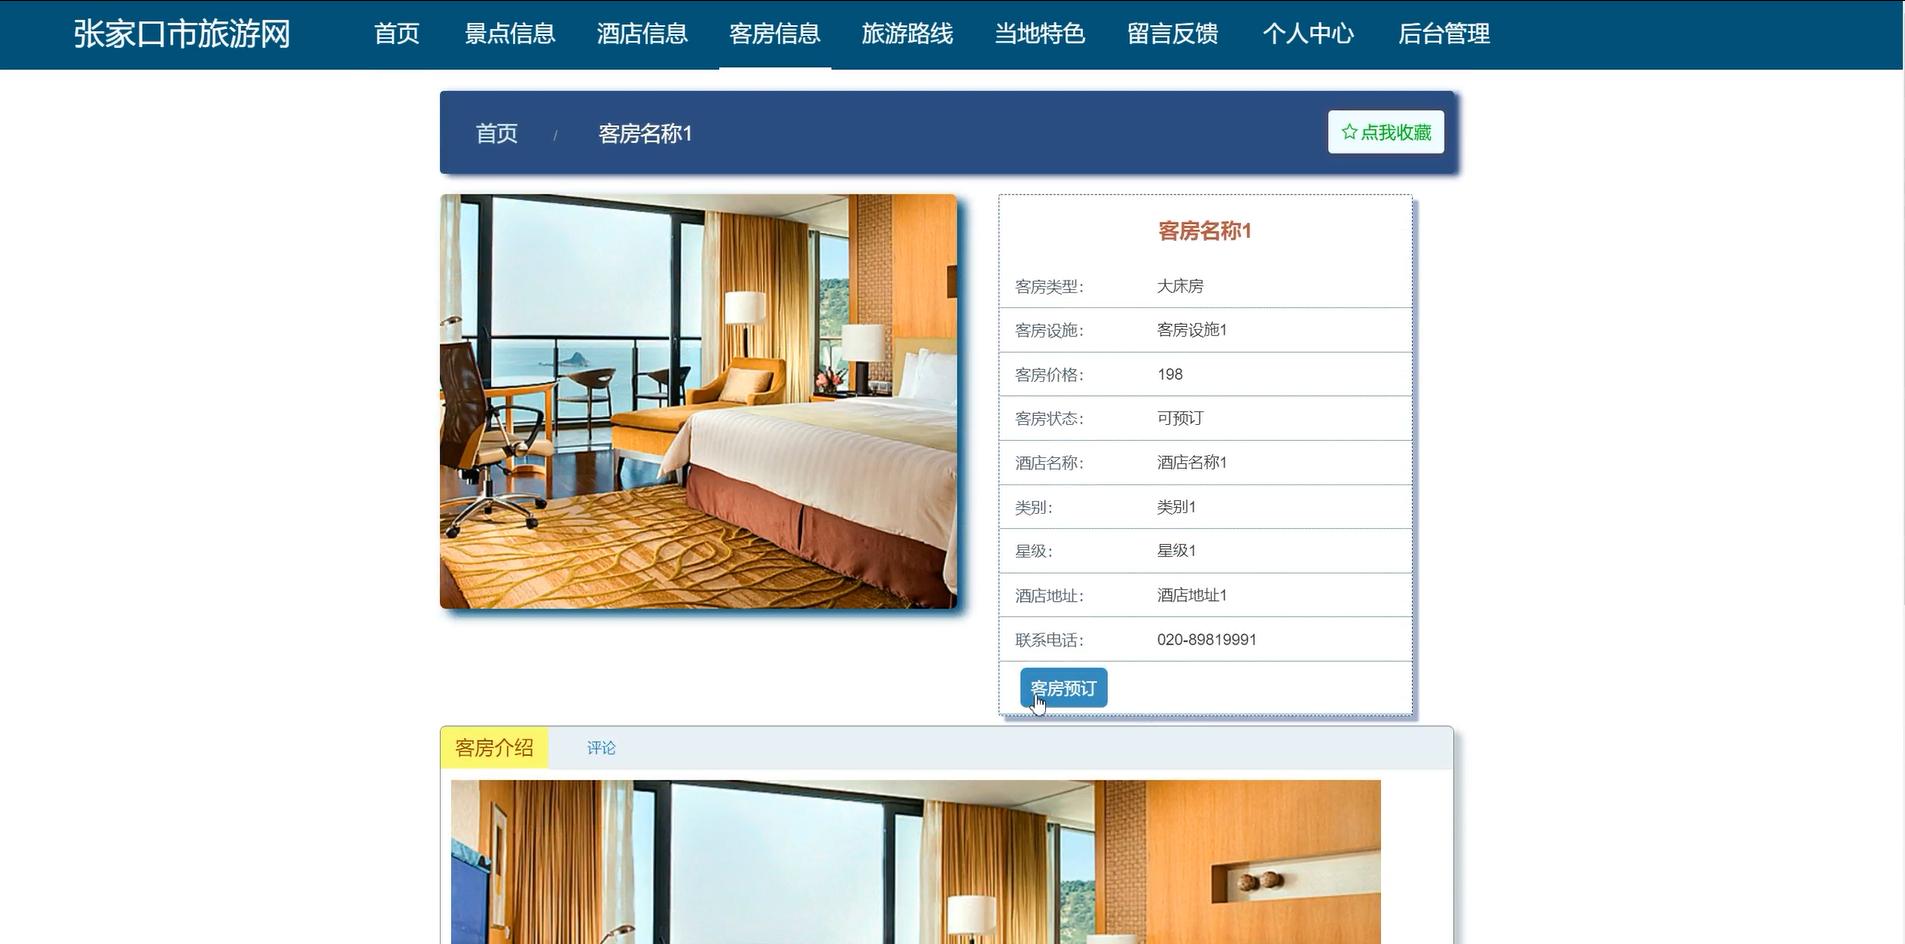 张家口市旅游网 首页 景点信息 酒店信息 客房信息 旅游路线 当地特色 留言反馈 个人中心 后台管理
首页 / 客房名称1 ☆点我收藏
客房名称1
客房类型： 大床房
客房设施： 客房设施1
客房价格： 198
客房状态： 可预订
酒店名称： 酒店名称1
类别： 类别1
星级： 星级1
酒店地址： 酒店地址1
联系电话： 020-89819991
客房预订
客房介绍 评论